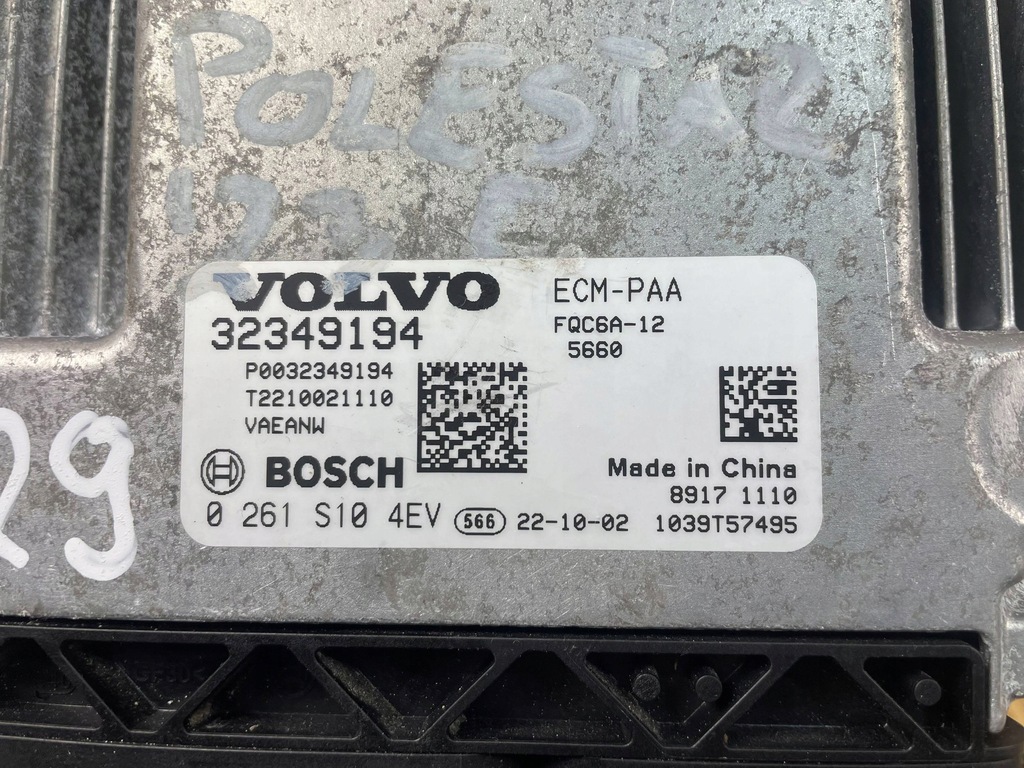 POLESTAR
'22 E
VOLVO
32349194
P0032349194
T2210021110
VAEANW
ECM-PAA
FQC6A-12
5660
BOSCH
0 261 S10 4EV 566 22-10-02 1039T57495
Made in China
8917 1110
29